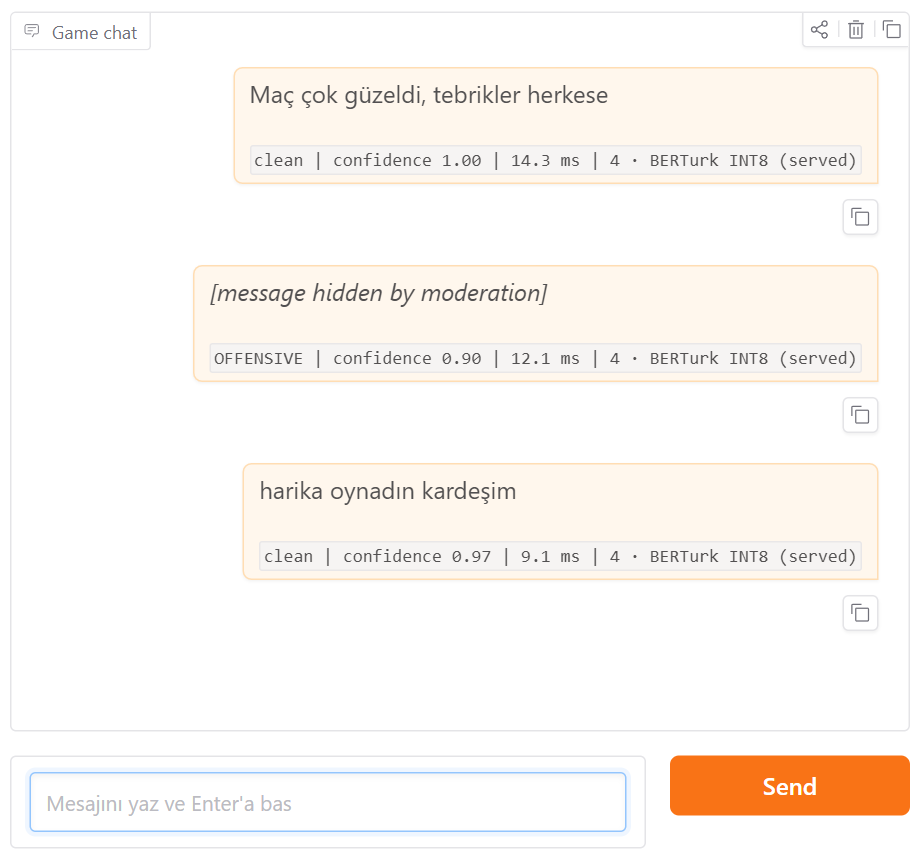 Game chat
Maç çok güzeldi, tebrikler herkese
clean | confidence 1.00 | 14.3 ms | 4 · BERTurk INT8 (served)
[message hidden by moderation]
OFFENSIVE | confidence 0.90 | 12.1 ms | 4 · BERTurk INT8 (served)
harika oynadın kardeşim
clean | confidence 0.97 | 9.1 ms | 4 · BERTurk INT8 (served)
Mesajını yaz ve Enter'a bas
Send